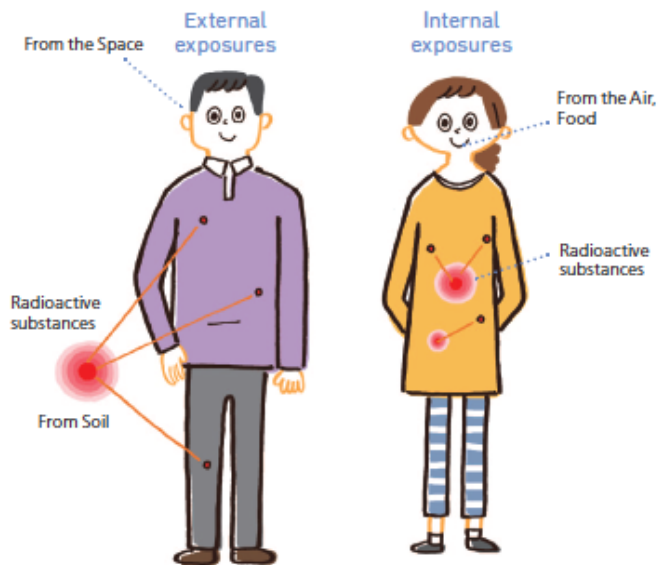 External
exposures
From the Space
Radioactive
substances
From Soil
Internal
exposures
From the Air,
Food
Radioactive
substances